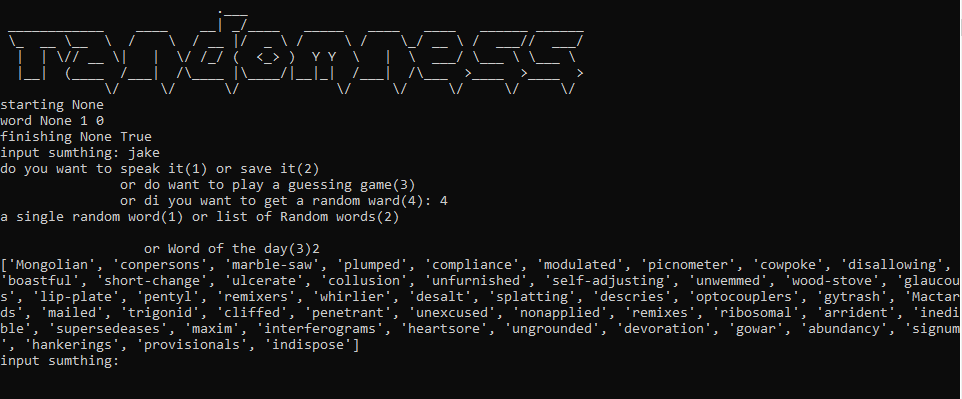 randomness
starting None
word None 1 0
finishing None True
input sumthing: jake
do you want to speak it(1) or save it(2)
or do want to play a guessing game(3)
or di you want to get a random ward(4): 4
a single random word(1) or list of Random words(2)
or Word of the day(3)2
['Mongolian', 'conpersons', 'marble-saw', 'plumped', 'compliance', 'modulated', 'picnometer', 'cowpoke', 'disallowing',
'boastful', 'short-change', 'ulcerate', 'collusion', 'unfurnished', 'self-adjusting', 'unwemmed', 'wood-stove', 'glaucou
s', 'lip-plate', 'pentyl', 'remixers', 'whirlier', 'desalt', 'splatting', 'descries', 'optocouplers', 'gytrash', 'Mactar
ds', 'mailed', 'trigonid', 'cliffed', 'penetrant', 'unexcused', 'nonapplied', 'remixes', 'ribosomal', 'arrident', 'inedi
ble', 'supersedeases', 'maxim', 'interferograms', 'heartsore', 'ungrounded', 'devoration', 'gowar', 'abundancy', 'signum
', 'hankerings', 'provisionals', 'indispose']
input sumthing: